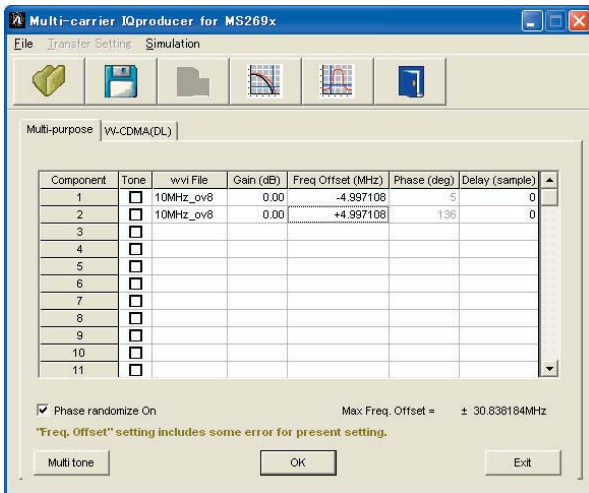 Multi-carrier IQproducer for MS269x
File Transfer Setting Simulation
Multi-purpose W-CDMA(DL)
Component Tone wvi File Gain (dB) Freq Offset (MHz) Phase (deg) Delay (sample)
1 10MHz_ov8 0.00 -4.997108 5 0
2 10MHz_ov8 0.00 +4.997108 136 0
3
4
5
6
7
8
9
10
11
Phase randomize On Max Freq. Offset = ± 30.838184MHz
"Freq. Offset" setting includes some error for present setting.
Multi tone OK Exit